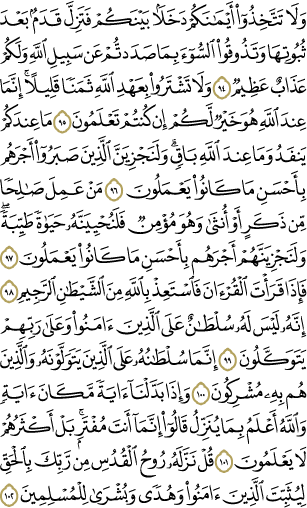 وَلَا تَتَّخِذُوٓا۟ أَيْمَٰنَكُمْ دَخَلًۢا بَيْنَكُمْ فَتَزِلَّ قَدَمٌۢ بَعْدَ
ثُبُوتِهَا وَتَذُوقُوا۟ ٱلسُّوٓءَ بِمَا صَدَدتُّمْ عَن سَبِيلِ ٱللَّهِ وَلَكُمْ
عَذَابٌ عَظِيمٌ ٩٤ وَلَا تَشْتَرُوا۟ بِعَهْدِ ٱللَّهِ ثَمَنًا قَلِيلًا ۚ إِنَّمَا
عِندَ ٱللَّهِ هُوَ خَيْرٌ لَّكُمْ إِن كُنتُمْ تَعْلَمُونَ ٩٥ مَا عِندَكُمْ
يَنفَدُ وَمَا عِندَ ٱللَّهِ بَاقٍ ۗ وَلَنَجْزِيَنَّ ٱلَّذِينَ صَبَرُوٓا۟ أَجْرَهُم
بِأَحْسَنِ مَا كَانُوا۟ يَعْمَلُونَ ٩٦ مَنْ عَمِلَ صَٰلِحًا
مِّن ذَكَرٍ أَوْ أُنثَىٰ وَهُوَ مُؤْمِنٌ فَلَنُحْيِيَنَّهُۥ حَيَوٰةً طَيِّبَةً ۖ
وَلَنَجْزِيَنَّهُمْ أَجْرَهُم بِأَحْسَنِ مَا كَانُوا۟ يَعْمَلُونَ ٩٧
فَإِذَا قَرَأْتَ ٱلْقُرْءَانَ فَٱسْتَعِذْ بِٱللَّهِ مِنَ ٱلشَّيْطَٰنِ ٱلرَّجِيمِ ٩٨
إِنَّهُۥ لَيْسَ لَهُۥ سُلْطَٰنٌ عَلَى ٱلَّذِينَ ءَامَنُوا۟ وَعَلَىٰ رَبِّهِمْ
يَتَوَكَّلُونَ ٩٩ إِنَّمَا سُلْطَٰنُهُۥ عَلَى ٱلَّذِينَ يَتَوَلَّوْنَهُۥ وَٱلَّذِينَ
هُم بِهِۦ مُشْرِكُونَ ١٠٠ وَإِذَا بَدَّلْنَآ ءَايَةً مَّكَانَ ءَايَةٍ ۙ
وَٱللَّهُ أَعْلَمُ بِمَا يُنَزِّلُ قَالُوٓا۟ إِنَّمَآ أَنتَ مُفْتَرٍۭ ۚ بَلْ أَكْثَرُهُمْ
لَا يَعْلَمُونَ ١٠١ قُلْ نَزَّلَهُۥ رُوحُ ٱلْقُدُسِ مِن رَّبِّكَ بِٱلْحَقِّ
لِيُثَبِّتَ ٱلَّذِينَ ءَامَنُوا۟ وَهُدًى وَبُشْرَىٰ لِلْمُسْلِمِينَ ١٠٢